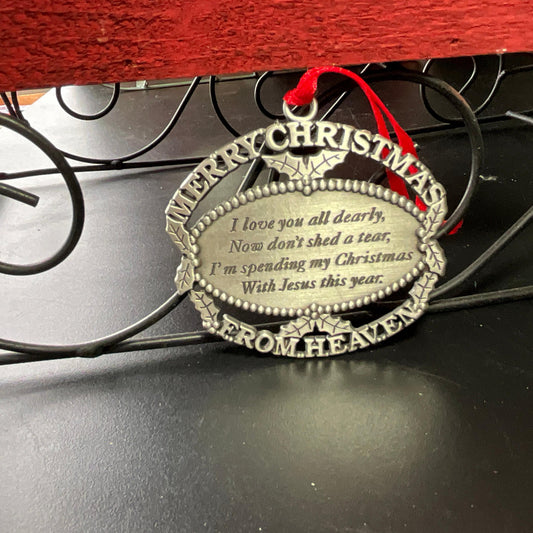 MERRY CHRISTMAS
I love you all dearly,
Now don't shed a tear,
I'm spending my Christmas
With Jesus this year.
FROM HEAVEN